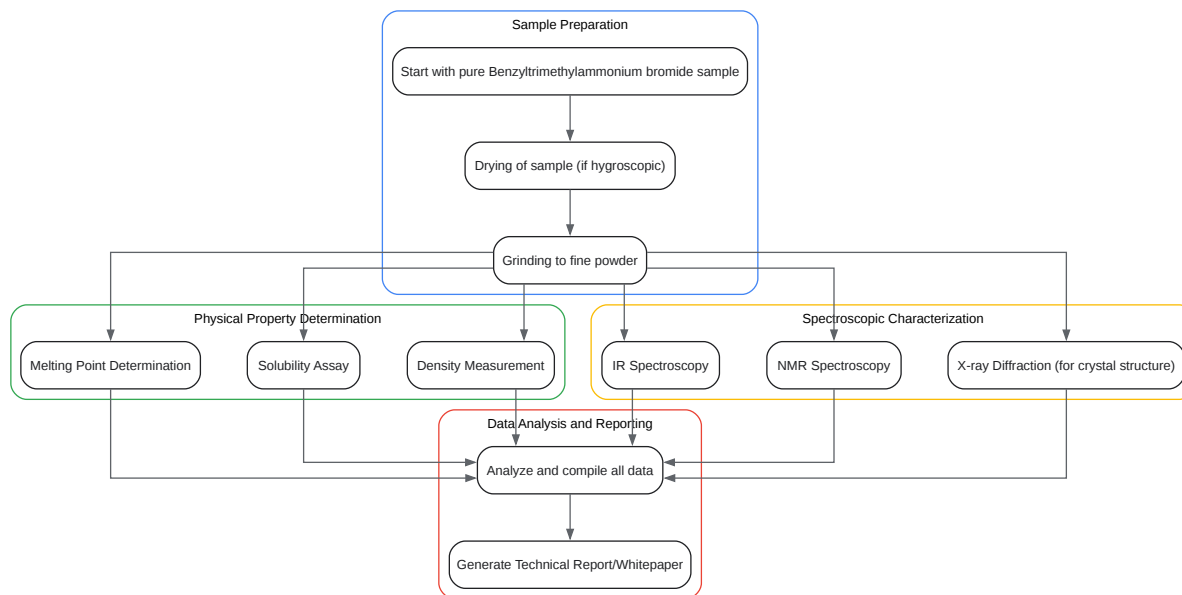 Sample Preparation
Start with pure Benzyltrimethylammonium bromide sample
Drying of sample (if hygroscopic)
Grinding to fine powder
Physical Property Determination
Spectroscopic Characterization
Melting Point Determination
Solubility Assay
Density Measurement
IR Spectroscopy
NMR Spectroscopy
X-ray Diffraction (for crystal structure)
Data Analysis and Reporting
Analyze and compile all data
Generate Technical Report/Whitepaper